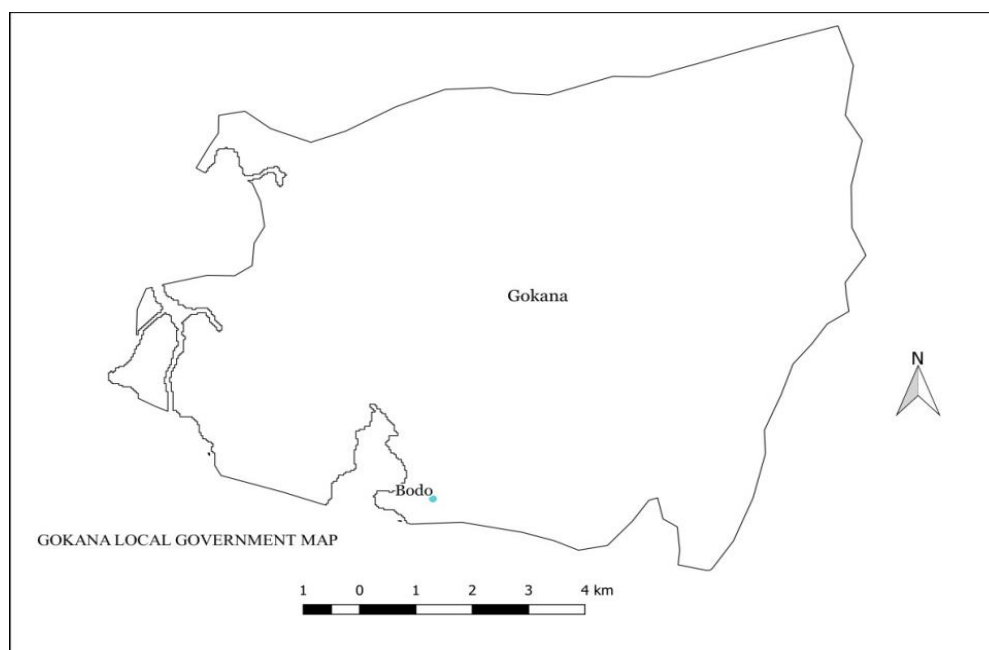 Gokana
N
Bodo
GOKANA LOCAL GOVERNMENT MAP
1 0 1 2 3 4 km